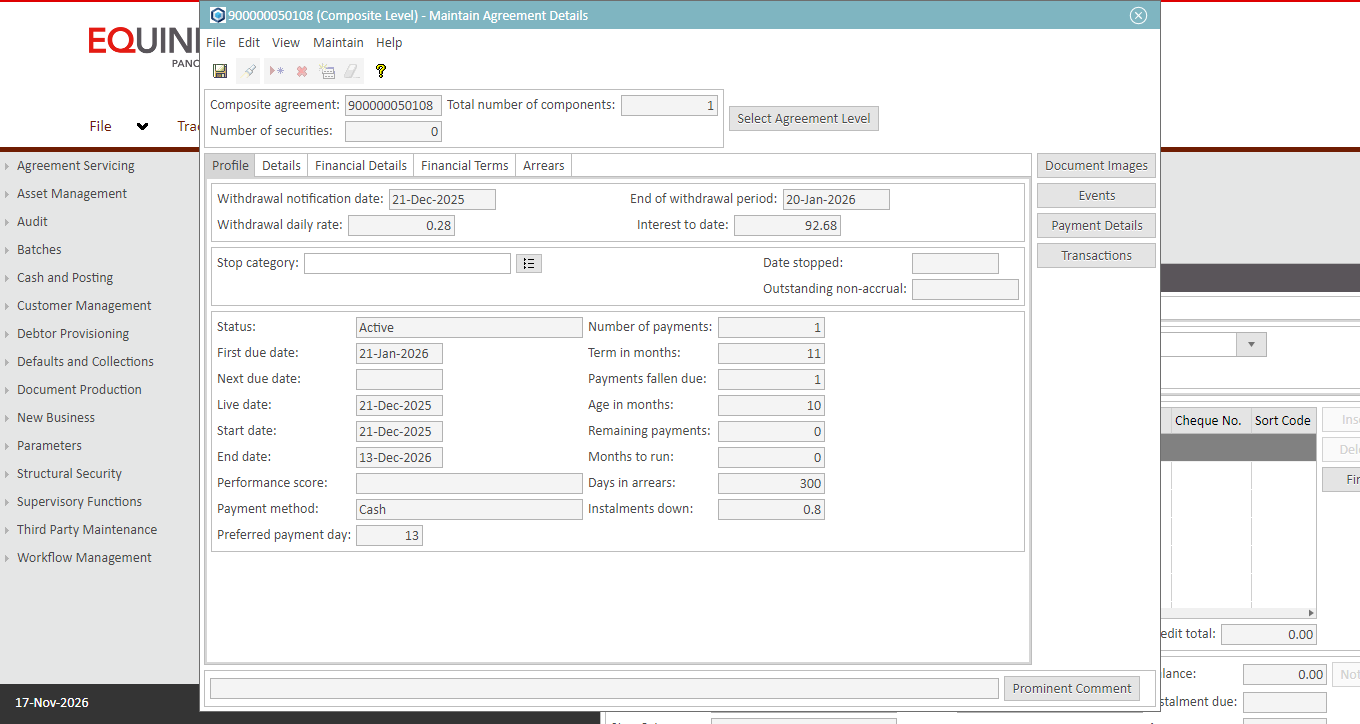 900000050108 (Composite Level) - Maintain Agreement Details
EQUIN
PANO
File
Trac
File Edit View Maintain Help
Composite agreement: 900000050108 Total number of components: 1
Number of securities: 0
Select Agreement Level
Agreement Servicing
Asset Management
Audit
Batches
Cash and Posting
Customer Management
Debtor Provisioning
Defaults and Collections
Document Production
New Business
Parameters
Structural Security
Supervisory Functions
Third Party Maintenance
Workflow Management
17-Nov-2026
Profile Details Financial Details Financial Terms Arrears
Withdrawal notification date: 21-Dec-2025 End of withdrawal period: 20-Jan-2026
Withdrawal daily rate: 0.28 Interest to date: 92.68
Stop category: Date stopped:
Outstanding non-accrual:
Status: Active Number of payments: 1
First due date: 21-Jan-2026 Term in months: 11
Next due date: Payments fallen due: 1
Live date: 21-Dec-2025 Age in months: 10
Start date: 21-Dec-2025 Remaining payments: 0
End date: 13-Dec-2026 Months to run: 0
Performance score: Days in arrears: 300
Payment method: Cash Instalments down: 0.8
Preferred payment day: 13
Document Images
Events
Payment Details
Transactions
Prominent Comment
Cheque No. Sort Code
Inse
Dele
Fin
edit total: 0.00
lance: 0.00 Not
stalment due: